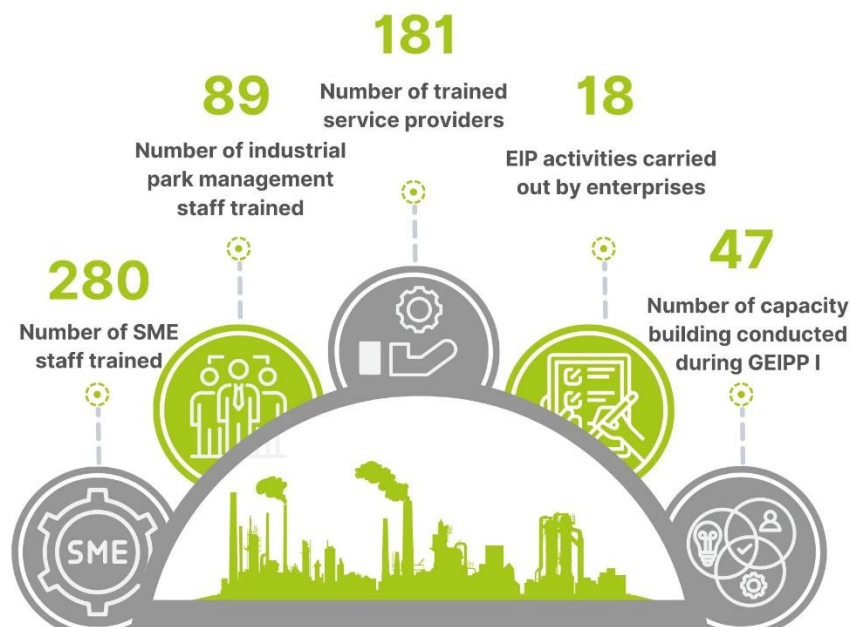 280
Number of SME
staff trained
89
Number of industrial
park management
staff trained
181
Number of trained
service providers
18
EIP activities carried
out by enterprises
47
Number of capacity
building conducted
during GEIPP I
SME